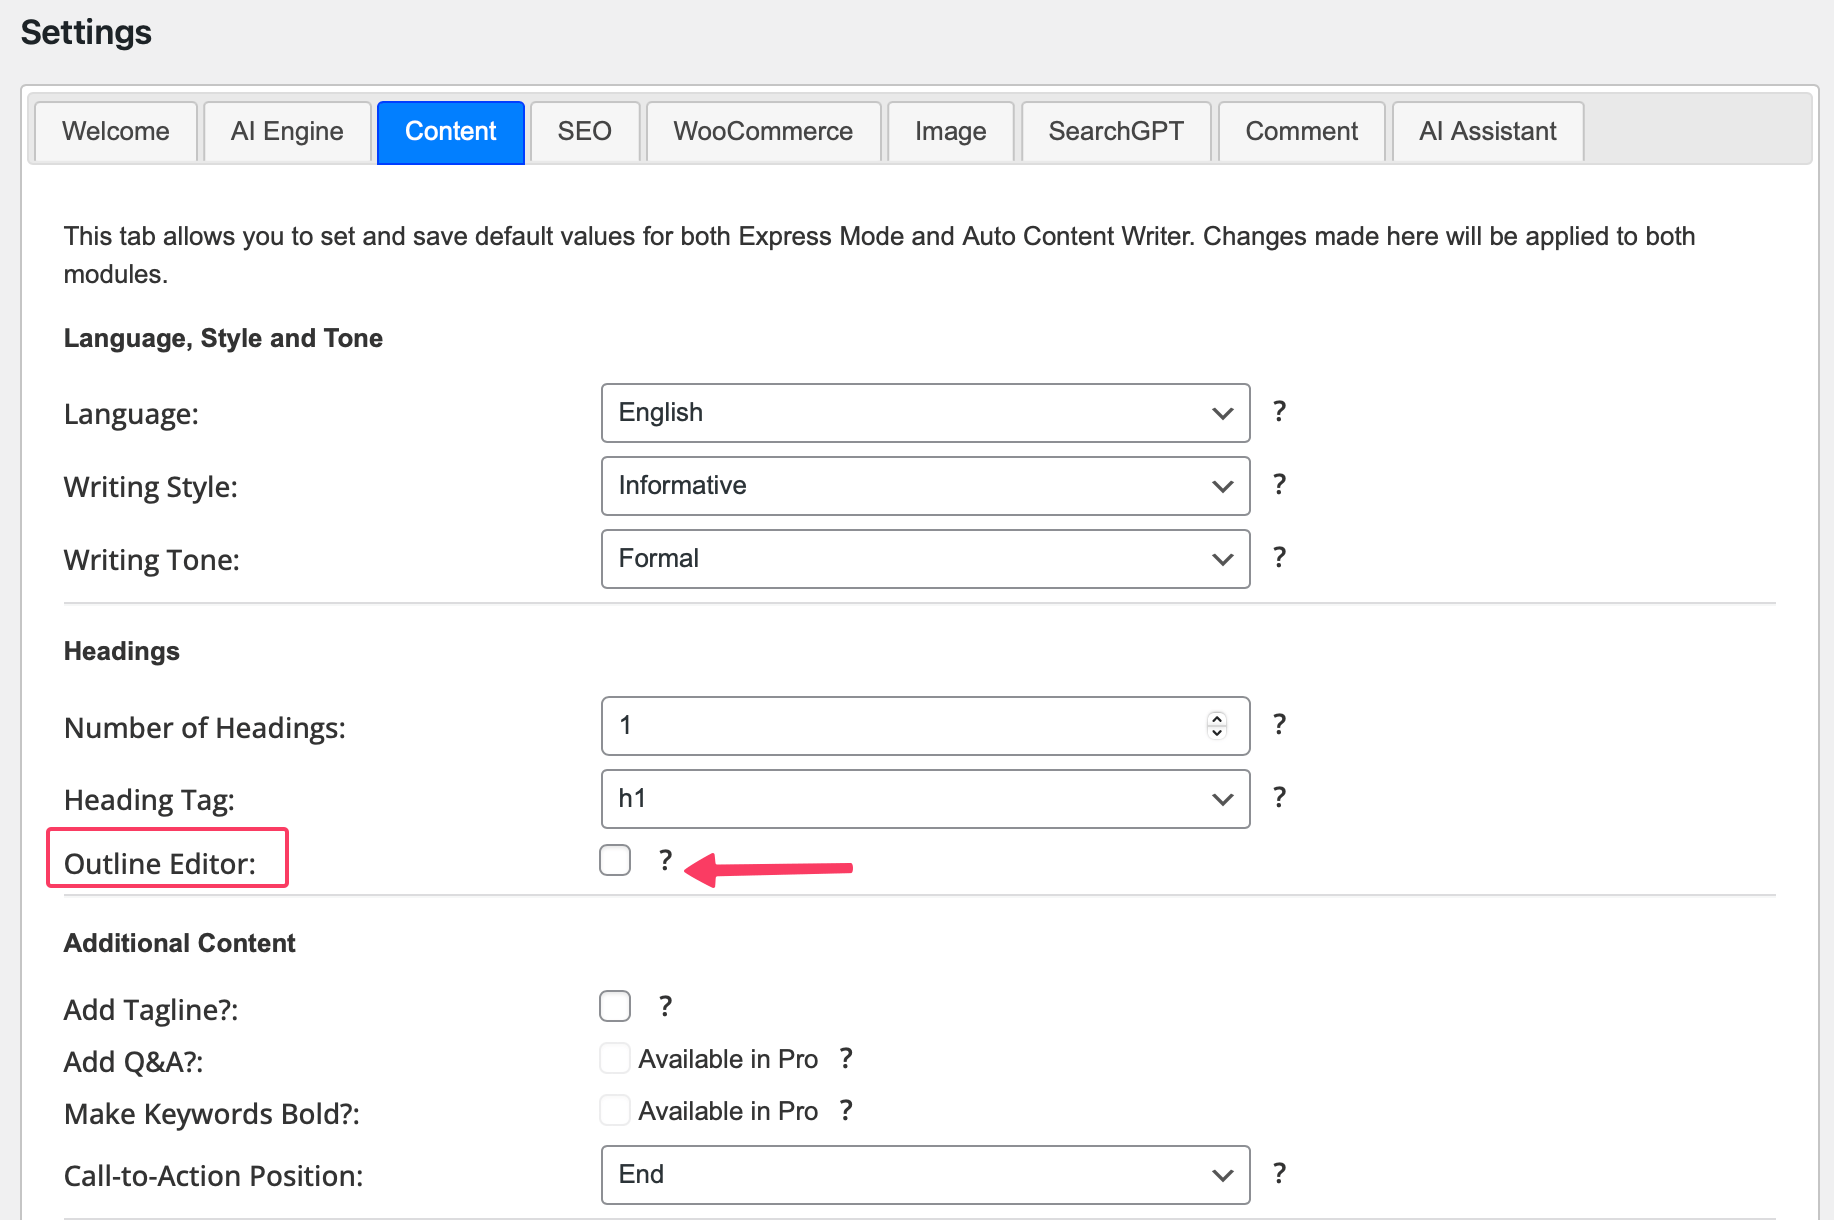 Settings
Welcome
AI Engine
Content
SEO
WooCommerce
Image
SearchGPT
Comment
AI Assistant
This tab allows you to set and save default values for both Express Mode and Auto Content Writer. Changes made here will be applied to both
modules.
Language, Style and Tone
Language: English ?
Writing Style: Informative ?
Writing Tone: Formal ?
Headings
Number of Headings: 1 ?
Heading Tag: h1 ?
Outline Editor: ?
Additional Content
Add Tagline?: ?
Add Q&A?: Available in Pro ?
Make Keywords Bold?: Available in Pro ?
Call-to-Action Position: End ?